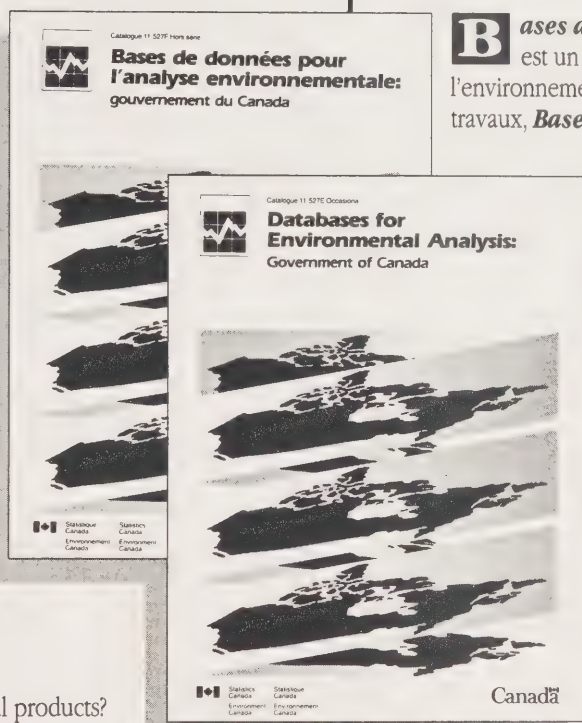 Catalogue 11 527F Hors série
Bases de données pour
l'analyse environnementale:
gouvernement du Canada
Statistique Canada
Statistics Canada
Environnement Canada
Environment Canada
Catalogue 11 527E Occasional
Databases for
Environmental Analysis:
Government of Canada
Statistics Canada
Statistique Canada
Environment Canada
Environnement Canada
Canada
Bases
est un
l'environneme
travaux, Base
l products?